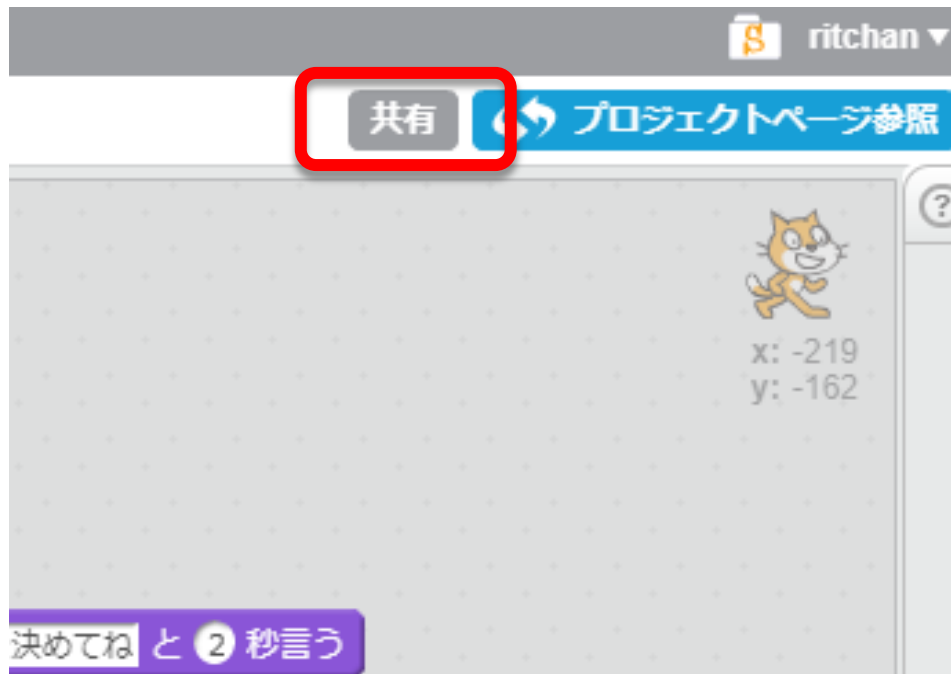 S ritchan ▼
共有 プロジェクトページ参照
?
x: -219
y: -162
決めてね と 2 秒言う